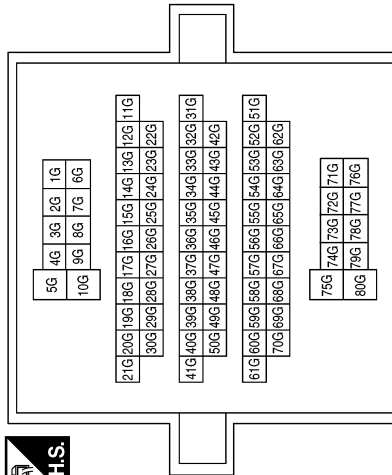 5G 4G 3G 2G 1G
10G 9G 8G 7G 6G
21G 20G 19G 18G 17G 16G 15G 14G 13G 12G 11G
30G 29G 28G 27G 26G 25G 24G 23G 22G
41G 40G 39G 38G 37G 36G 35G 34G 33G 32G 31G
50G 49G 48G 47G 46G 45G 44G 43G 42G
61G 60G 59G 58G 57G 56G 55G 54G 53G 52G 51G
70G 69G 68G 67G 66G 65G 64G 63G 62G
75G 74G 73G 72G 71G
80G 79G 78G 77G 76G
H.S.